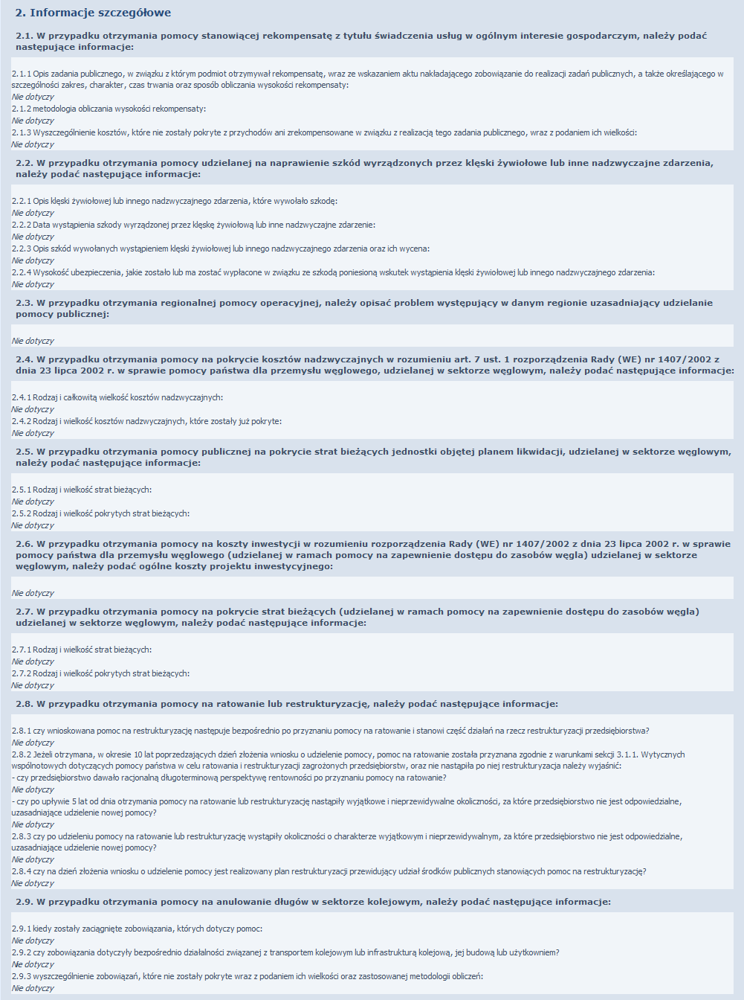 2. Informacje szczegółowe
2.1. W przypadku otrzymania pomocy stanowiącej rekompensatę z tytułu świadczenia usług w ogólnym interesie gospodarczym, należy podać
następujące informacje:
2.1.1 Opis zadania publicznego, w związku z którym podmiot otrzymywał rekompensatę, wraz ze wskazaniem aktu nakładającego zobowiązanie do realizacji zadań publicznych, a także określającego w
szczególności zakres, charakter, czas trwania oraz sposób obliczania wysokości rekompensaty:
Nie dotyczy
2.1.2 metodologia obliczania wysokości rekompensaty:
Nie dotyczy
2.1.3 Wyszczególnienie kosztów, które nie zostały pokryte z przychodów ani zrekompensowane w związku z realizacją tego zadania publicznego, wraz z podaniem ich wielkości:
Nie dotyczy
2.2. W przypadku otrzymania pomocy udzielanej na naprawienie szkód wyrządzonych przez klęski żywiołowe lub inne nadzwyczajne zdarzenia,
należy podać następujące informacje:
2.2.1 Opis klęski żywiołowej lub innego nadzwyczajnego zdarzenia, które wywołało szkodę:
Nie dotyczy
2.2.2 Data wystąpienia szkody wyrządzonej przez klęskę żywiołową lub inne nadzwyczajne zdarzenie:
Nie dotyczy
2.2.3 Opis szkód wywołanych wystąpieniem klęski żywiołowej lub innego nadzwyczajnego zdarzenia oraz ich wycena:
Nie dotyczy
2.2.4 Wysokość ubezpieczenia, jakie zostało lub ma zostać wypłacone w związku ze szkodą poniesioną wskutek wystąpienia klęski żywiołowej lub innego nadzwyczajnego zdarzenia:
Nie dotyczy
2.3. W przypadku otrzymania regionalnej pomocy operacyjnej, należy opisać problem występujący w danym regionie uzasadniający udzielanie
pomocy publicznej:
Nie dotyczy
2.4. W przypadku otrzymania pomocy na pokrycie kosztów nadzwyczajnych w rozumieniu art. 7 ust. 1 rozporządzenia Rady (WE) nr 1407/2002 z
dnia 23 lipca 2002 r. w sprawie pomocy państwa dla przemysłu węglowego, udzielanej w sektorze węglowym, należy podać następujące informacje:
2.4.1 Rodzaj i całkowitą wielkość kosztów nadzwyczajnych:
Nie dotyczy
2.4.2 Rodzaj i wielkość kosztów nadzwyczajnych, które zostały już pokryte:
Nie dotyczy
2.5. W przypadku otrzymania pomocy publicznej na pokrycie strat bieżących jednostki objętej planem likwidacji, udzielanej w sektorze węglowym,
należy podać następujące informacje:
2.5.1 Rodzaj i wielkość strat bieżących:
Nie dotyczy
2.5.2 Rodzaj i wielkość pokrytych strat bieżących:
Nie dotyczy
2.6. W przypadku otrzymania pomocy na koszty inwestycji w rozumieniu rozporządzenia Rady (WE) nr 1407/2002 z dnia 23 lipca 2002 r. w sprawie
pomocy państwa dla przemysłu węglowego (udzielanej w ramach pomocy na zapewnienie dostępu do zasobów węgla) udzielanej w sektorze
węglowym, należy podać ogólne koszty projektu inwestycyjnego:
Nie dotyczy
2.7. W przypadku otrzymania pomocy na pokrycie strat bieżących (udzielanej w ramach pomocy na zapewnienie dostępu do zasobów węgla)
udzielanej w sektorze węglowym, należy podać następujące informacje:
2.7.1 Rodzaj i wielkość strat bieżących:
Nie dotyczy
2.7.2 Rodzaj i wielkość pokrytych strat bieżących:
Nie dotyczy
2.8. W przypadku otrzymania pomocy na ratowanie lub restrukturyzację, należy podać następujące informacje:
2.8.1 czy wnioskowana pomoc na restrukturyzację następuje bezpośrednio po przyznaniu pomocy na ratowanie i stanowi część działań na rzecz restrukturyzacji przedsiębiorstwa?
Nie dotyczy
2.8.2 Jeżeli otrzymana, w okresie 10 lat poprzedzających dzień złożenia wniosku o udzielenie pomocy, pomoc na ratowanie została przyznana zgodnie z warunkami sekcji 3.1.1. Wytycznych
wspólnotowych dotyczących pomocy państwa w celu ratowania i restrukturyzacji zagrożonych przedsiębiorstw, oraz nie nastąpiła po niej restrukturyzacja należy wyjaśnić:
- czy przedsiębiorstwo dawało racjonalną długoterminową perspektywę rentowności po przyznaniu pomocy na ratowanie?
Nie dotyczy
- czy po upływie 5 lat od dnia otrzymania pomocy na ratowanie lub restrukturyzację nastąpiły wyjątkowe i nieprzewidywalne okoliczności, za które przedsiębiorstwo nie jest odpowiedzialne,
uzasadniające udzielenie nowej pomocy?
Nie dotyczy
2.8.3 czy po udzieleniu pomocy na ratowanie lub restrukturyzację wystąpiły okoliczności o charakterze wyjątkowym i nieprzewidywalnym, za które przedsiębiorstwo nie jest odpowiedzialne,
uzasadniające udzielenie nowej pomocy?
Nie dotyczy
2.8.4 czy na dzień złożenia wniosku o udzielenie pomocy jest realizowany plan restrukturyzacji przewidujący udział środków publicznych stanowiących pomoc na restrukturyzację?
Nie dotyczy
2.9. W przypadku otrzymania pomocy na anulowanie długów w sektorze kolejowym, należy podać następujące informacje:
2.9.1 kiedy zostały zaciągnięte zobowiązania, których dotyczy pomoc:
Nie dotyczy
2.9.2 czy zobowiązania dotyczyły bezpośrednio działalności związanej z transportem kolejowym lub infrastrukturą kolejową, jej budową lub użytkowniem?
Nie dotyczy
2.9.3 wyszczególnienie zobowiązań, które nie zostały pokryte wraz z podaniem ich wielkości oraz zastosowanej metodologii obliczeń:
Nie dotyczy